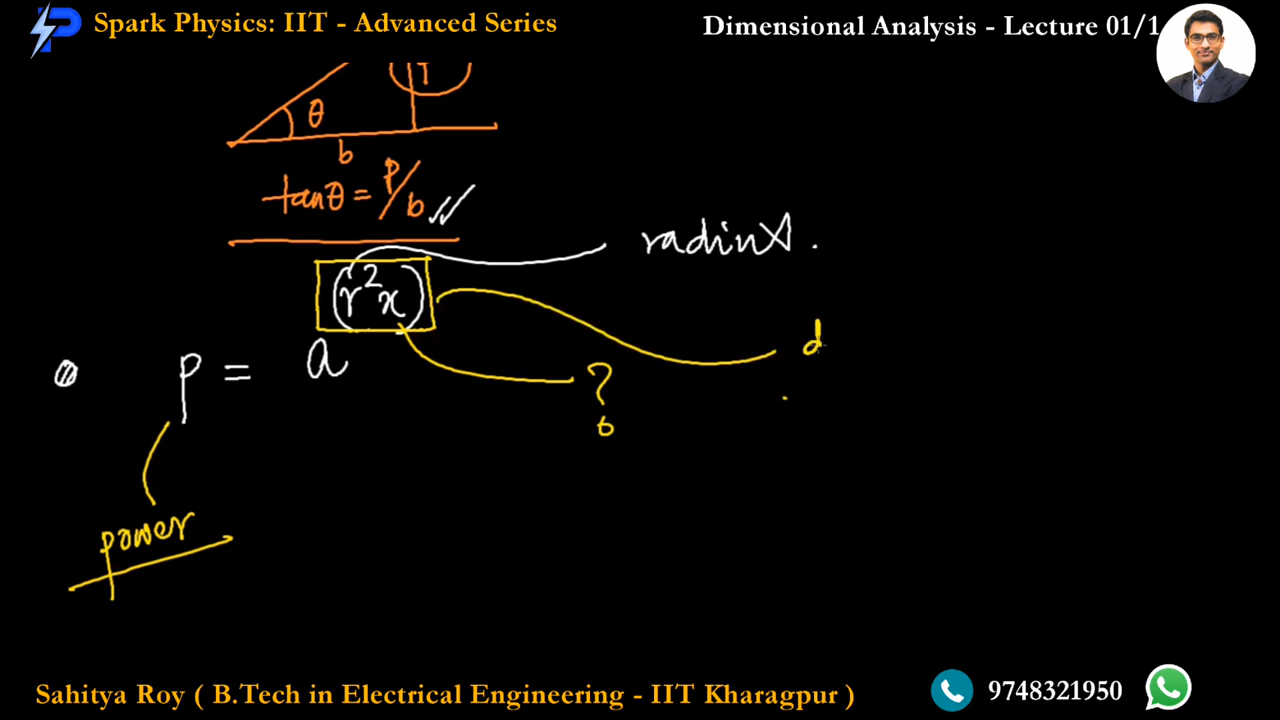 Spark Physics: IIT - Advanced Series
Dimensional Analysis - Lecture 01/1
θ
b
tanθ = P/b
radius.
(r²x)
P = a
d
?
power
Sahitya Roy ( B.Tech in Electrical Engineering - IIT Kharagpur )
9748321950